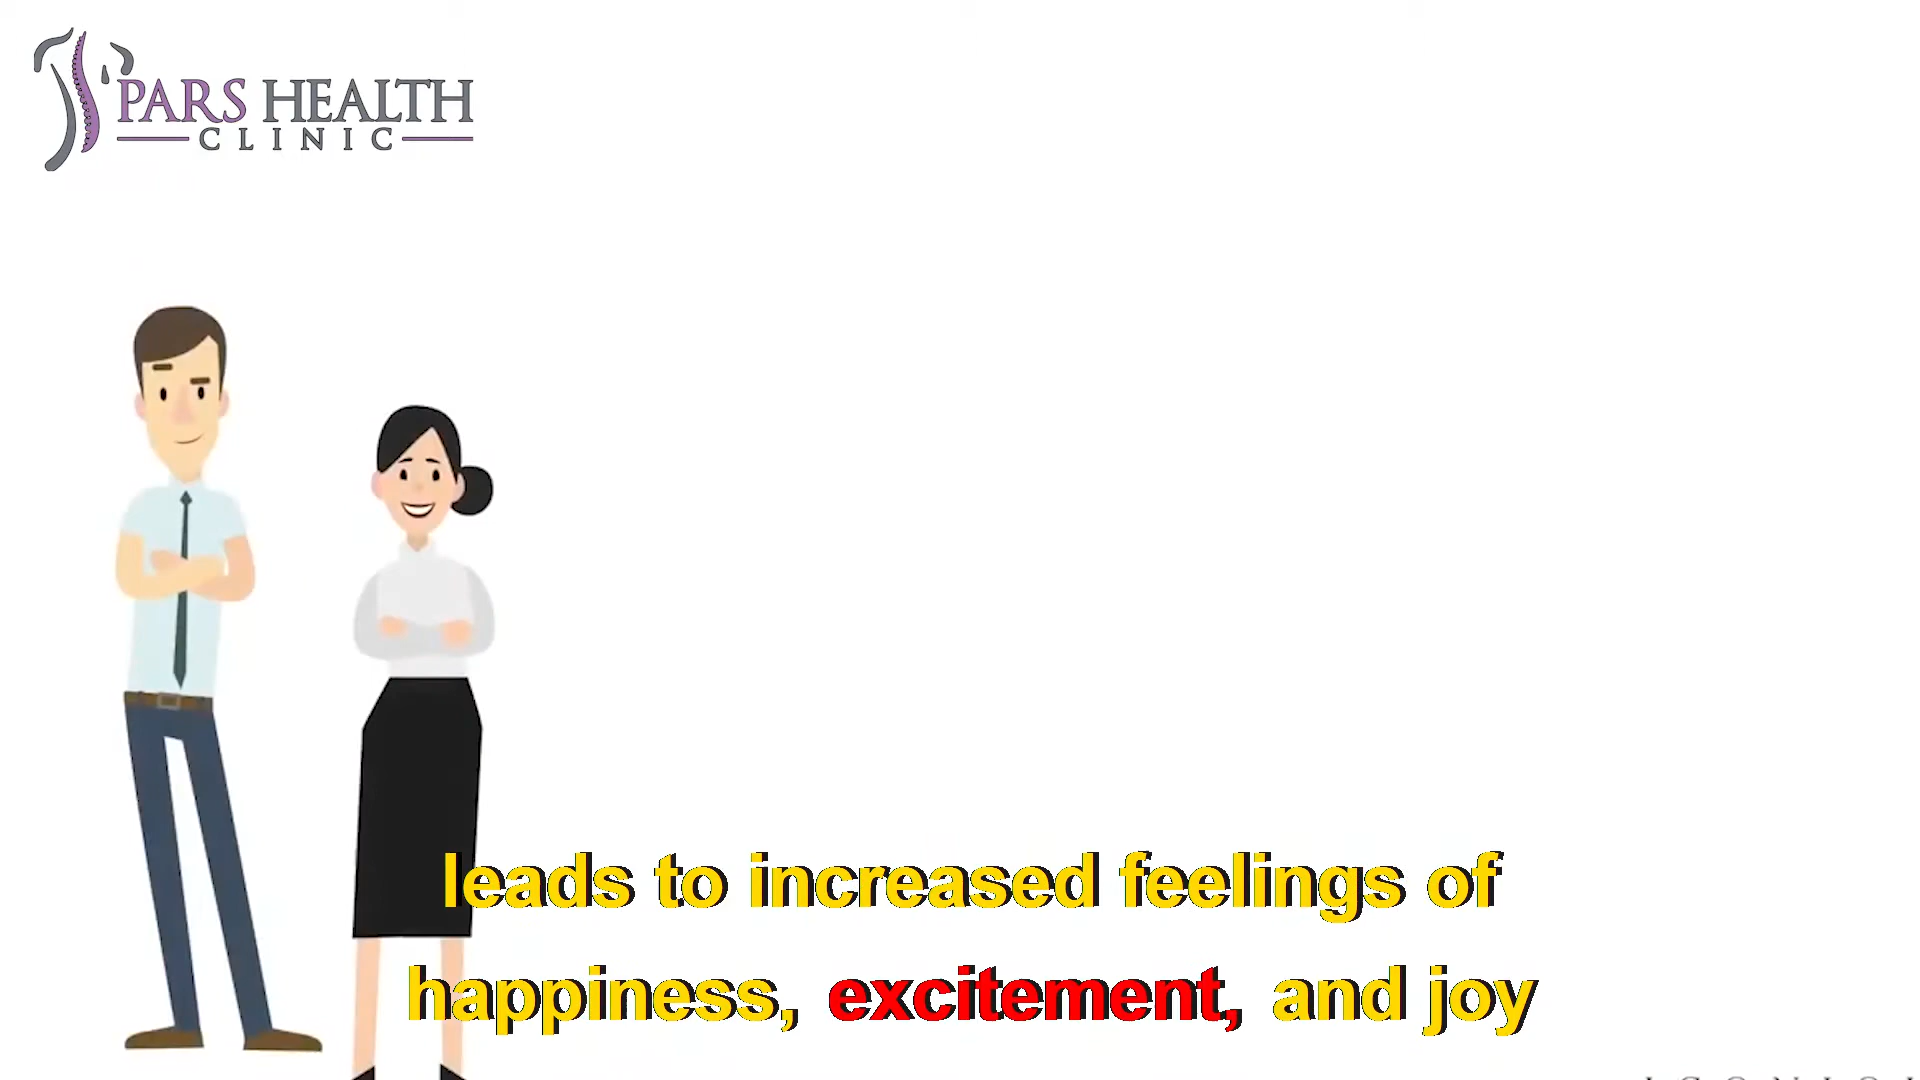 PARS HEALTH
CLINIC
leads to increased feelings of
happiness, excitement, and joy